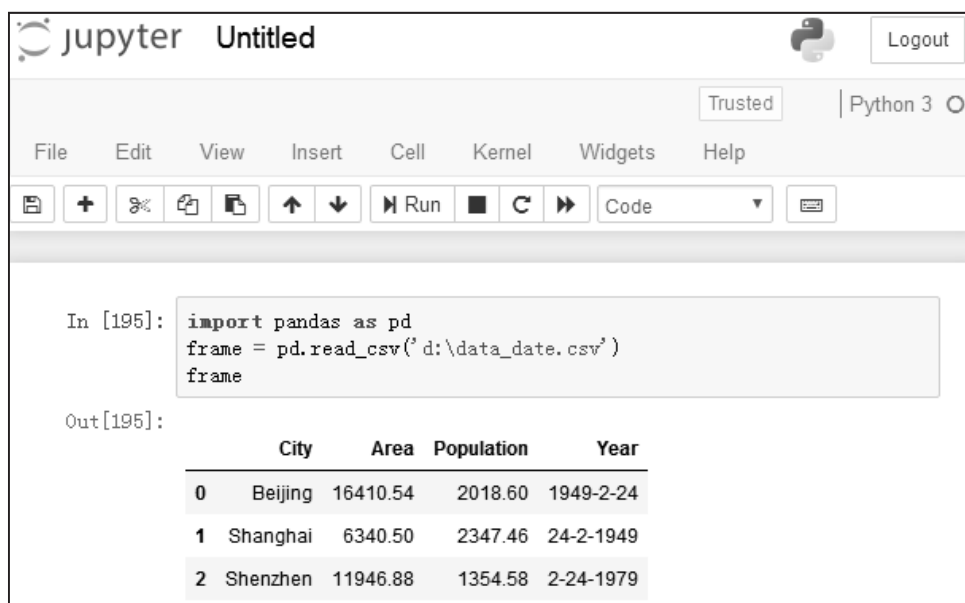 jupyter Untitled Logout
Trusted Python 3
File Edit View Insert Cell Kernel Widgets Help
Run Code
In [195]: import pandas as pd
frame = pd.read_csv('d:\data_date.csv')
frame
Out[195]:
City Area Population Year
0 Beijing 16410.54 2018.60 1949-2-24
1 Shanghai 6340.50 2347.46 24-2-1949
2 Shenzhen 11946.88 1354.58 2-24-1979